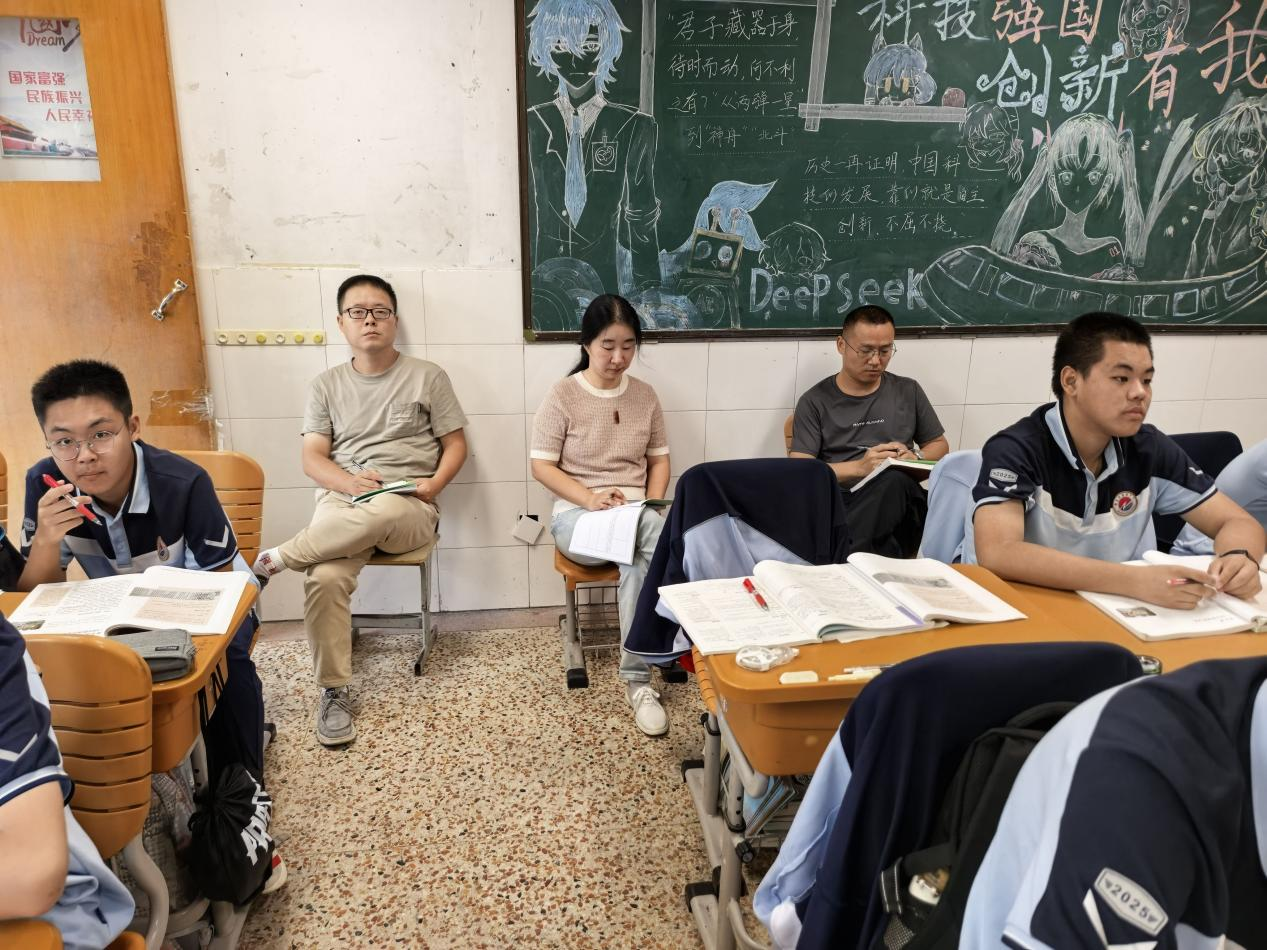 Dream
国家富强
民族振兴
人民幸福
"君子藏器于身
待时而动,何不利
之有?"从"两弹一星"
到"神舟""北斗"
历史一再证明,中国科
技的发展,靠的就是自主
创新,不屈不挠。
科技强国
创新有我
DeepSeek
2025
2025